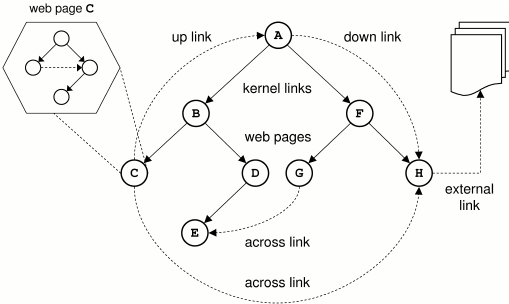 web page C
up link
A
down link
kernel links
B
F
web pages
C
D
G
H
external
link
E
across link
across link